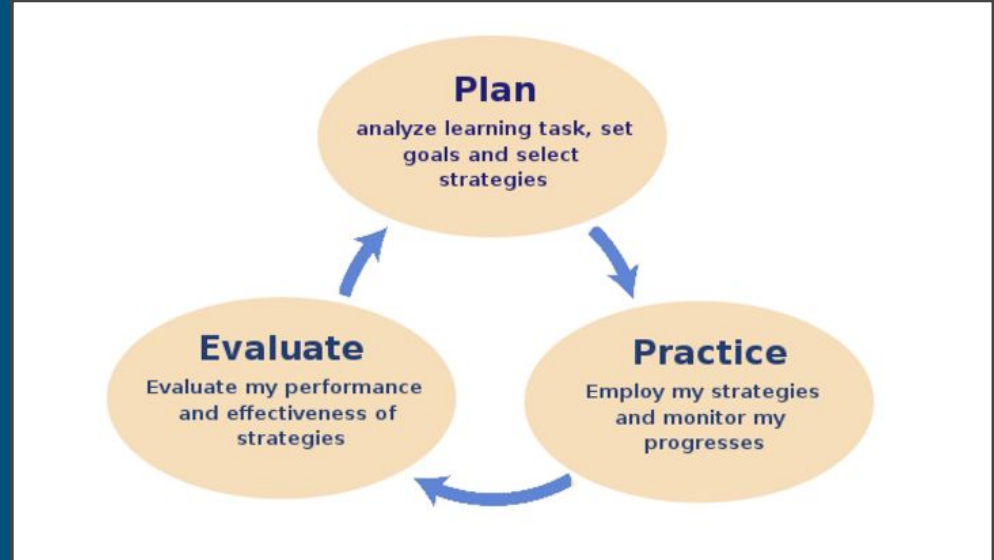 Plan
analyze learning task, set
goals and select
strategies
Evaluate
Evaluate my performance
and effectiveness of
strategies
Practice
Employ my strategies
and monitor my
progresses